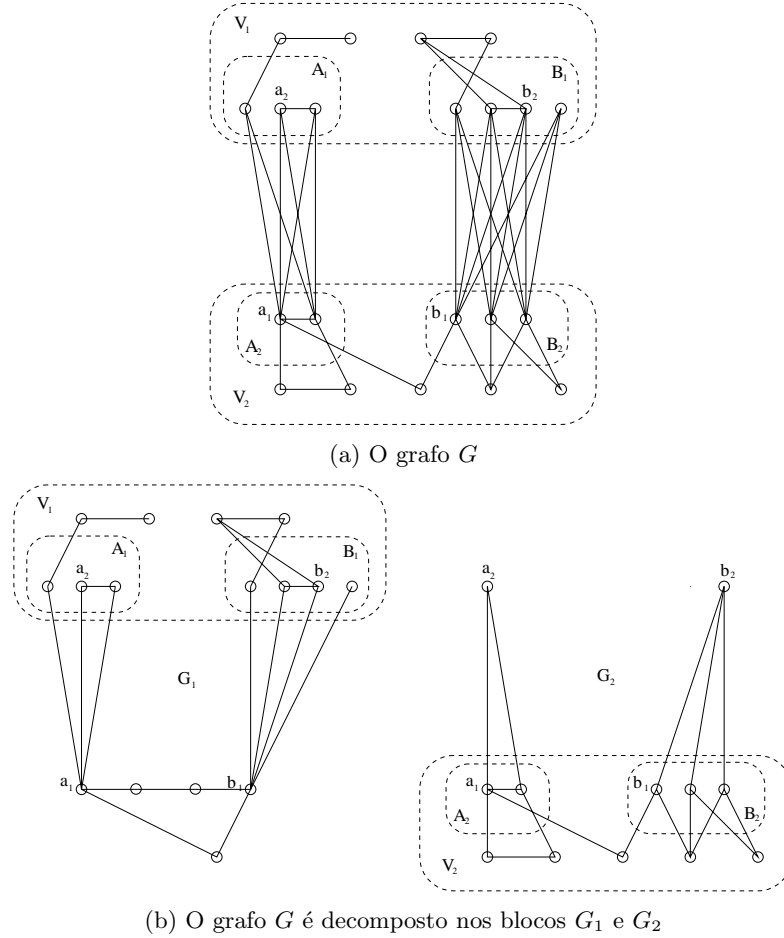 V₁
A₁
B₁
a₂
b₂
a₁
b₁
A₂
B₂
V₂
(a) O grafo G
V₁
A₁
B₁
a₂
b₂
a₂
b₂
G₁
G₂
a₁
b₁
a₁
b₁
A₂
B₂
V₂
(b) O grafo G é decomposto nos blocos G₁ e G₂